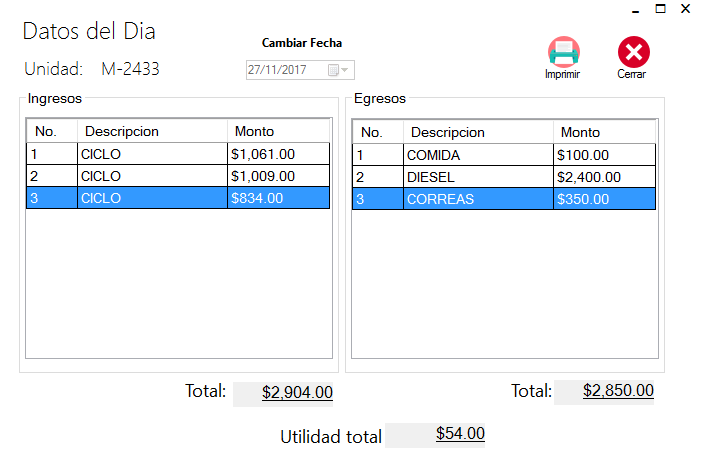 Datos del Dia
Cambiar Fecha
Unidad: M-2433
27/11/2017
Imprimir
Cerrar
Ingresos
No. Descripcion Monto
1 CICLO $1,061.00
2 CICLO $1,009.00
3 CICLO $834.00
Total: $2,904.00
Egresos
No. Descripcion Monto
1 COMIDA $100.00
2 DIESEL $2,400.00
3 CORREAS $350.00
Total: $2,850.00
Utilidad total $54.00